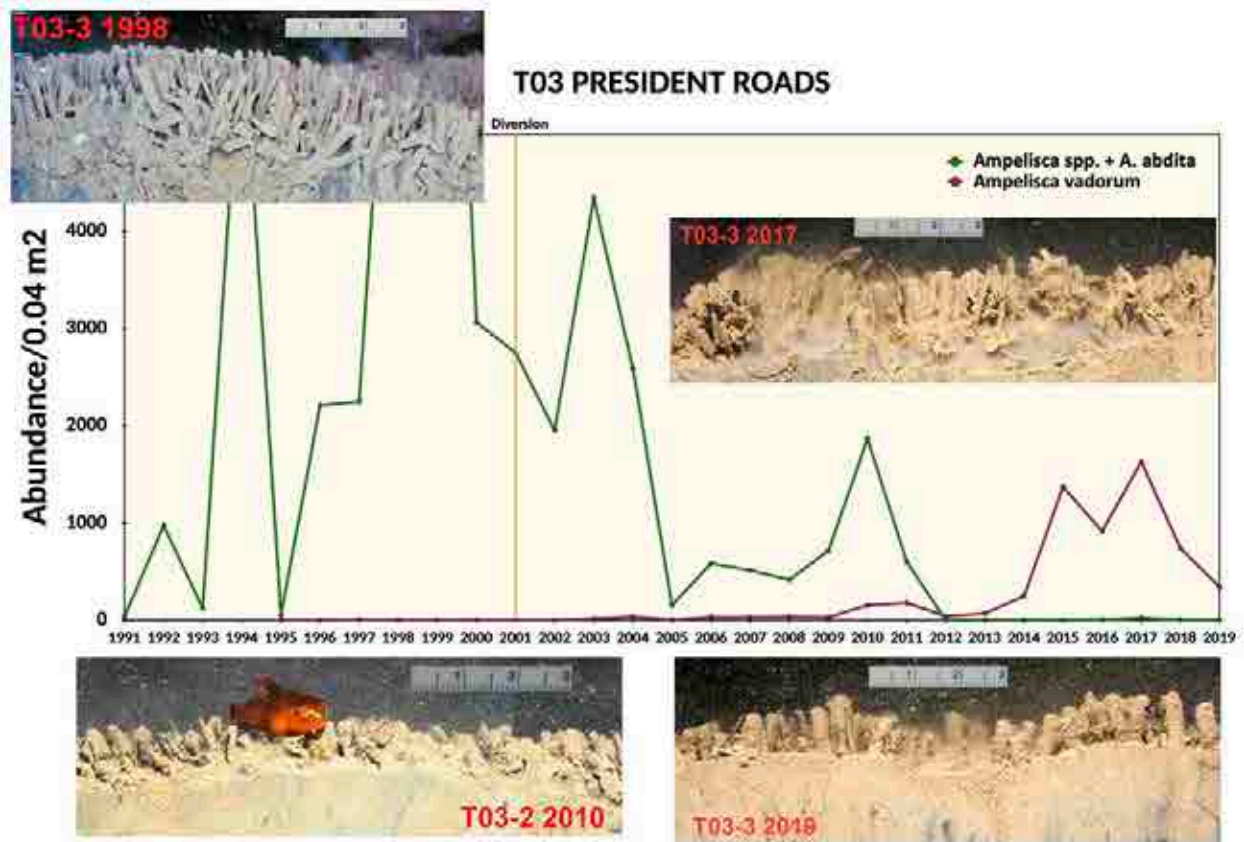 T03-3 1998
T03 PRESIDENT ROADS
Diversion
Ampelisca spp. + A. abdita
Ampelisca vadorum
T03-3 2017
Abundance/0.04 m2
4000
3000
2000
1000
0
1991 1992 1993 1994 1995 1996 1997 1998 1999 2000 2001 2002 2003 2004 2005 2006 2007 2008 2009 2010 2011 2012 2013 2014 2015 2016 2017 2018 2019
T03-2 2010
T03-3 2019